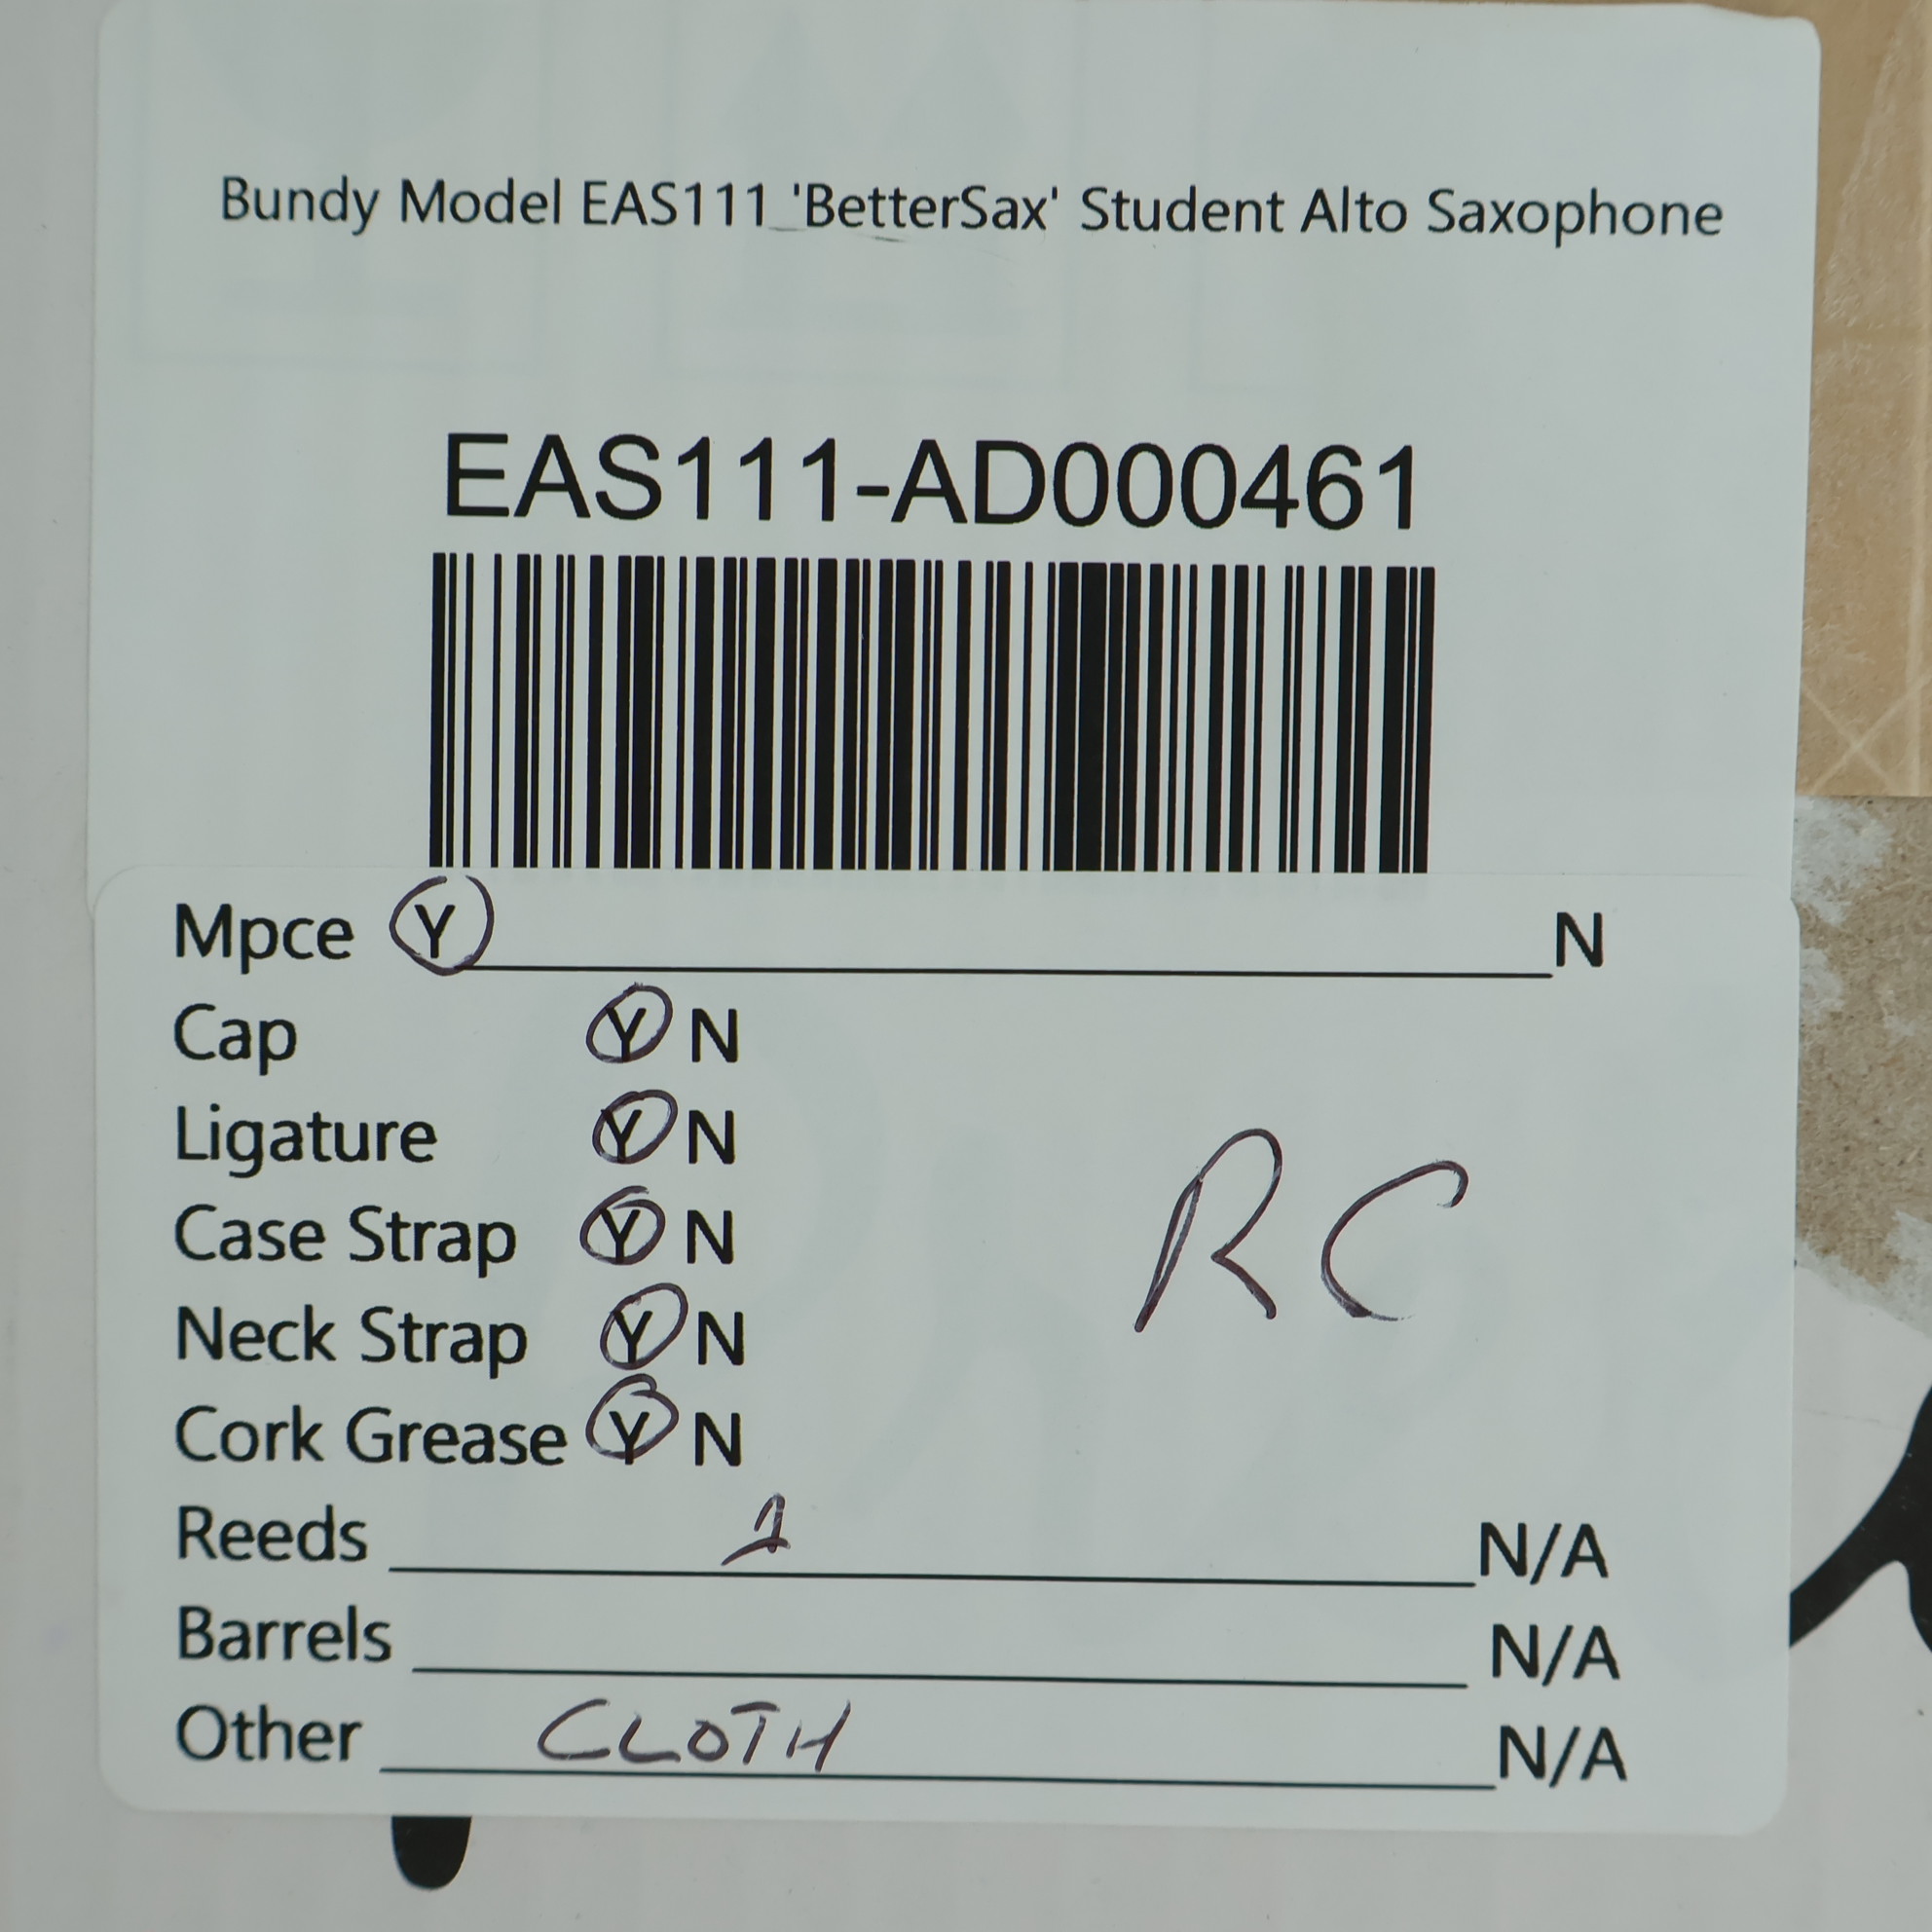 Bundy Model EAS111 'BetterSax' Student Alto Saxophone
EAS111-AD000461
Mpce Y N
Cap Y N
Ligature Y N
Case Strap Y N
RC
Neck Strap Y N
Cork Grease Y N
Reeds 1 N/A
Barrels N/A
Other CLOTH N/A